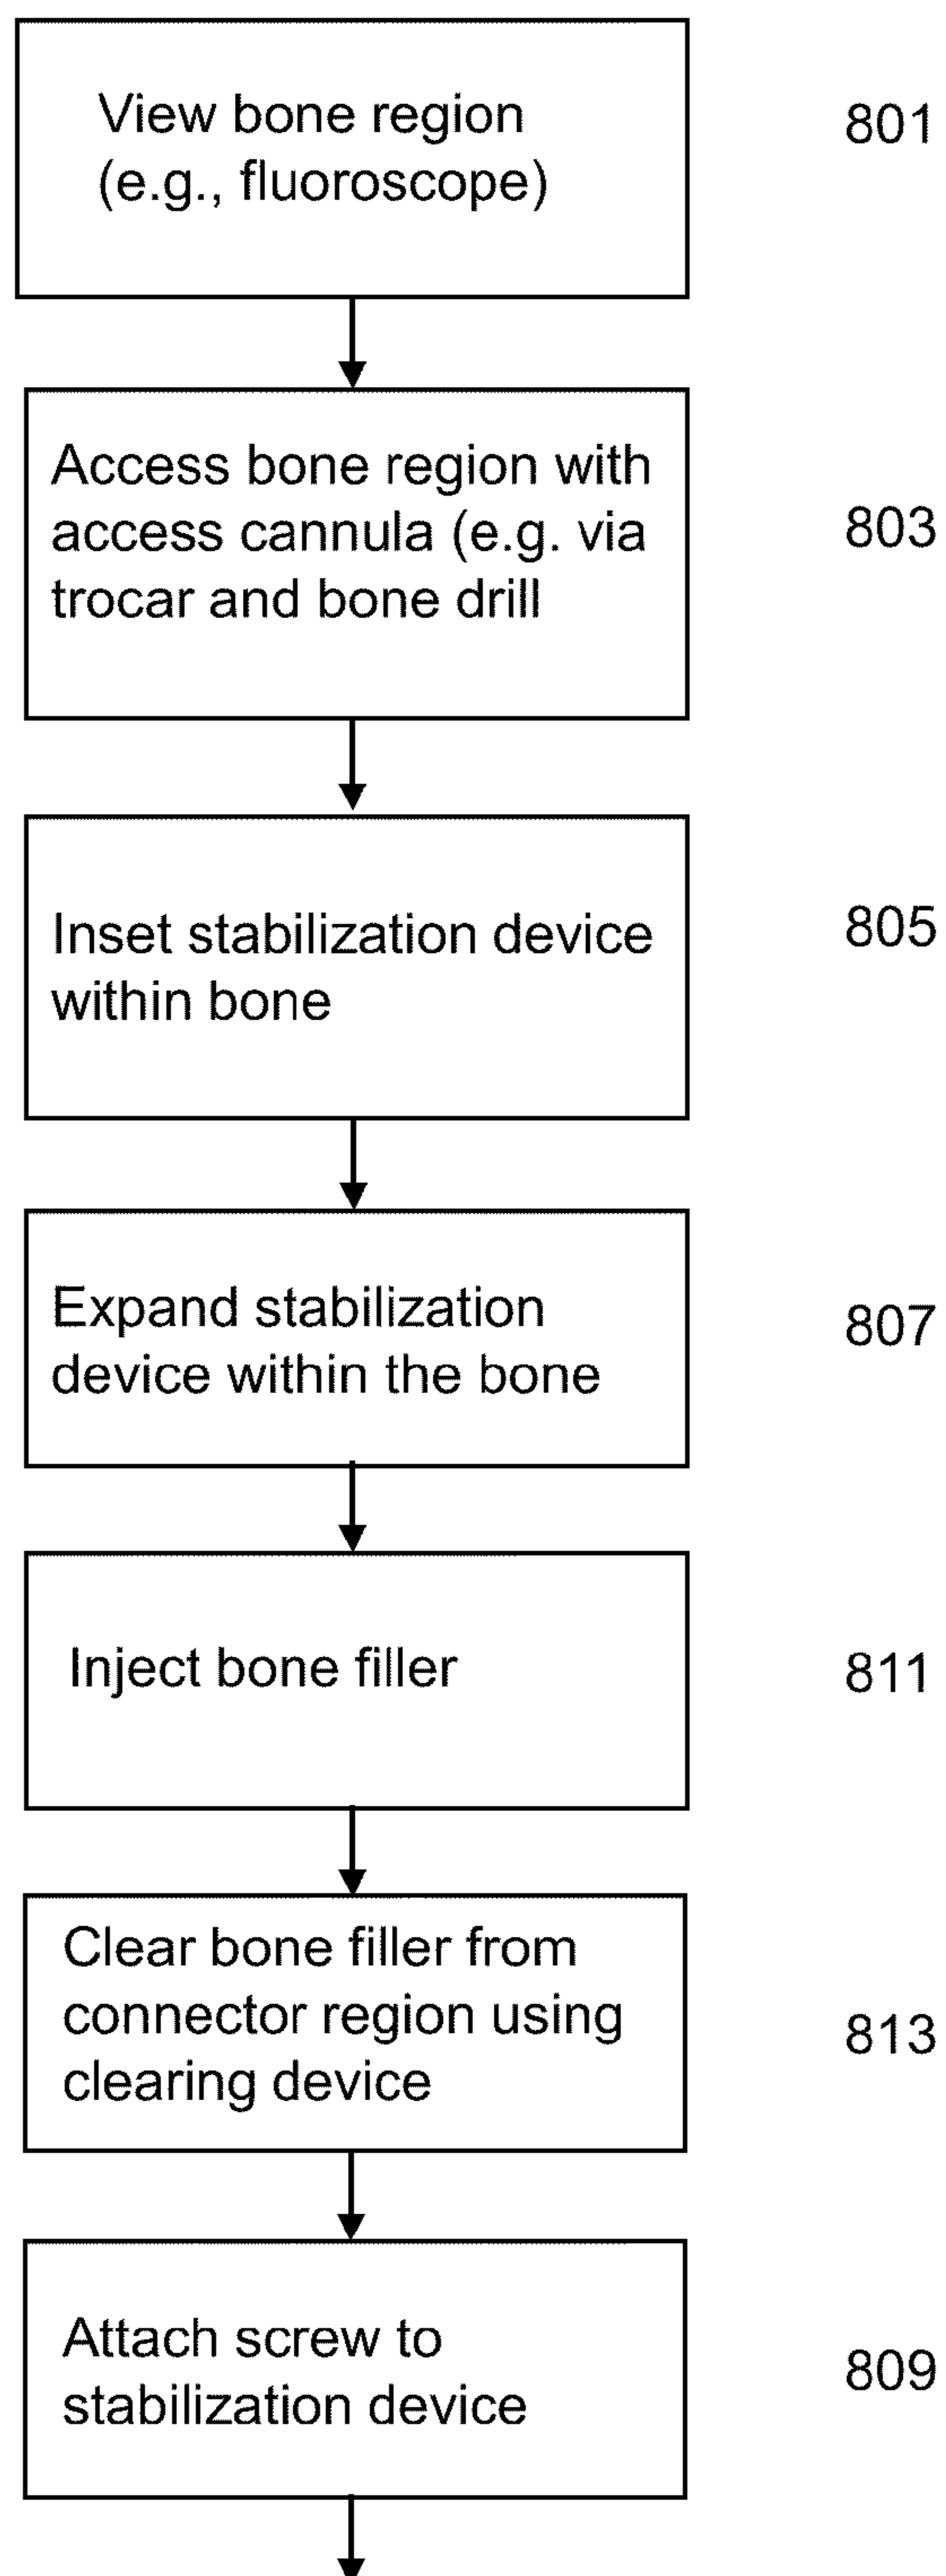 View bone region
(e.g., fluoroscope)
801
Access bone region with
access cannula (e.g. via
trocar and bone drill
803
Inset stabilization device
within bone
805
Expand stabilization
device within the bone
807
Inject bone filler
811
Clear bone filler from
connector region using
clearing device
813
Attach screw to
stabilization device
809